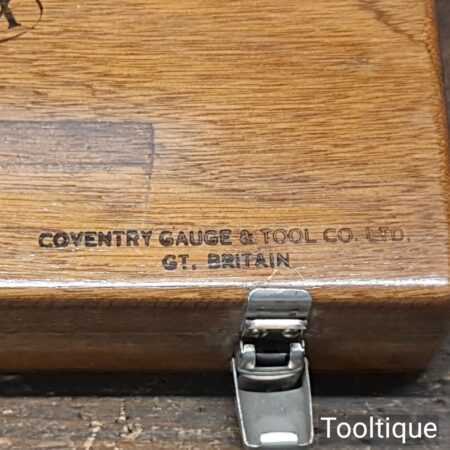 COVENTRY GAUGE & TOOL CO. LTD.
GT. BRITAIN
Tooltique